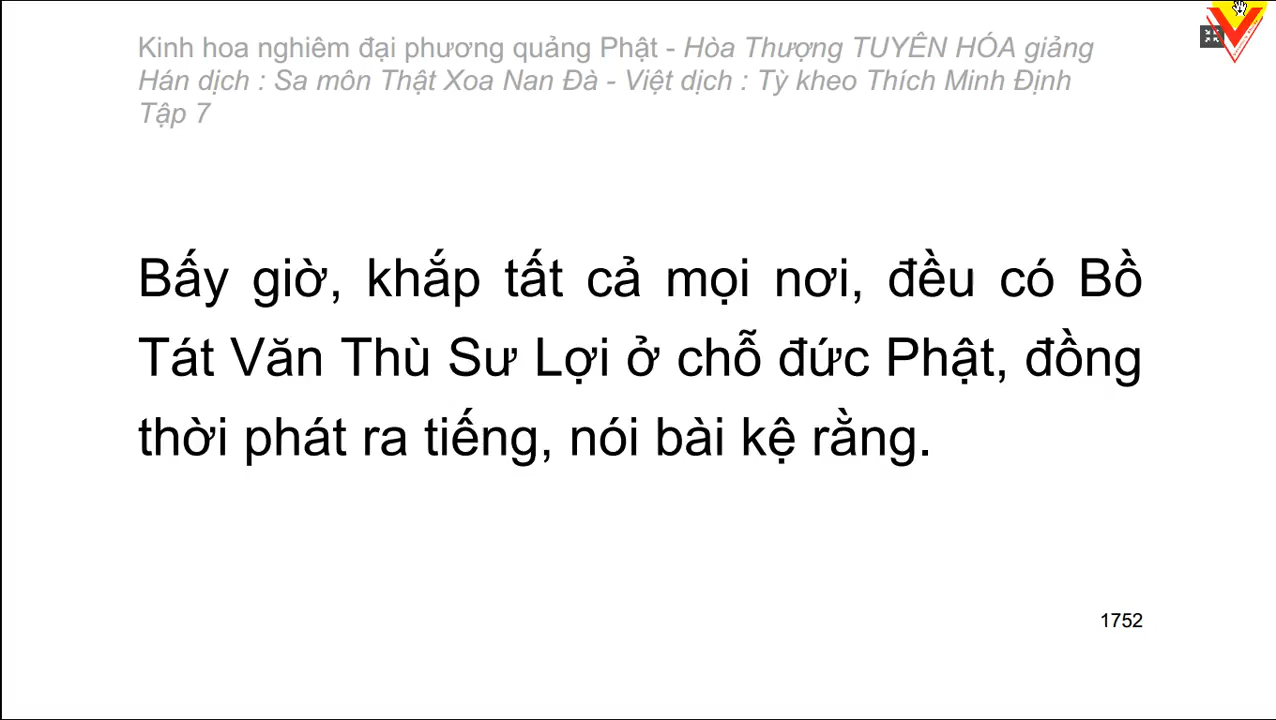 Kinh hoa nghiêm đại phương quảng Phật - Hòa Thượng TUYÊN HÓA giảng
Hán dịch : Sa môn Thật Xoa Nan Đà - Việt dịch : Tỳ kheo Thích Minh Định
Tập 7
Bấy giờ, khắp tất cả mọi nơi, đều có Bồ
Tát Văn Thù Sư Lợi ở chỗ đức Phật, đồng
thời phát ra tiếng, nói bài kệ rằng.
1752